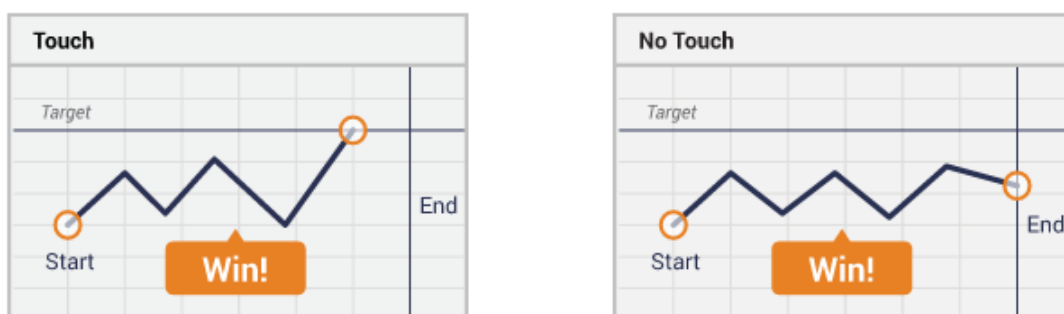 Touch
Target
End
Start
Win!
No Touch
Target
End
Start
Win!